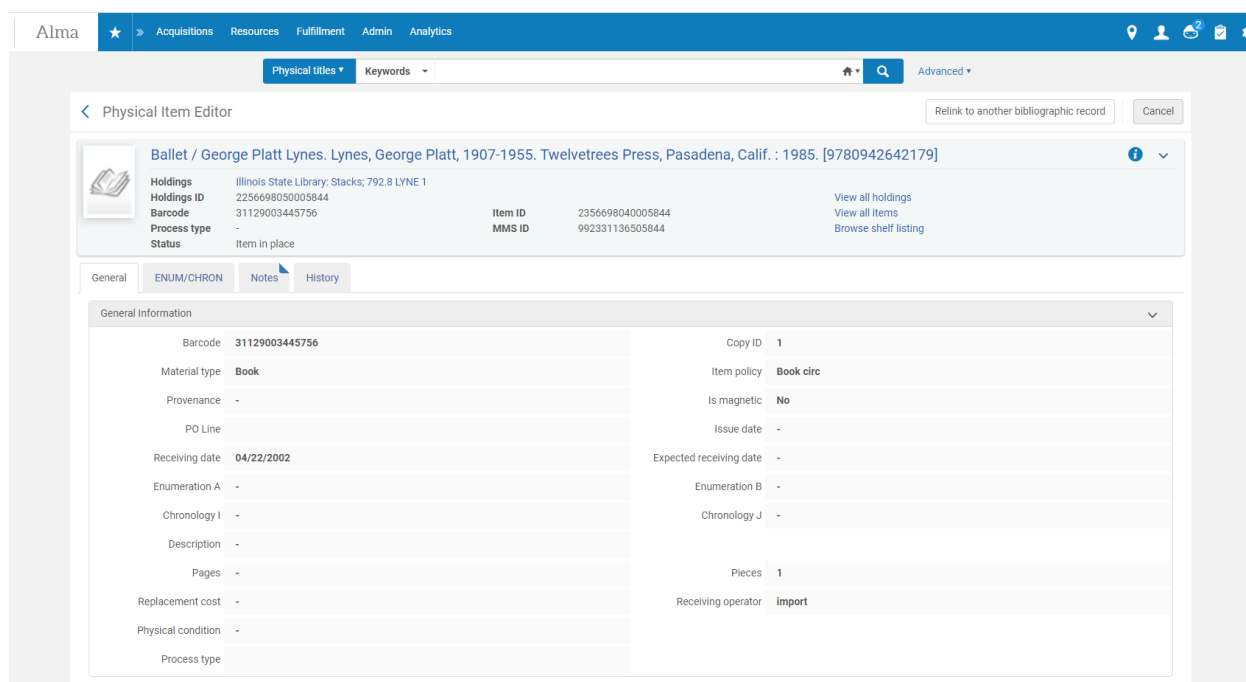 Alma
» Acquisitions Resources Fulfillment Admin Analytics 2
Physical titles ▾ Keywords Advanced ▾
Physical Item Editor Relink to another bibliographic record Cancel
Ballet / George Platt Lynes. Lynes, George Platt, 1907-1955. Twelvetrees Press, Pasadena, Calif. : 1985. [9780942642179]
Holdings Illinois State Library: Stacks; 792.8 LYNE 1
Holdings ID 2256698050005844 View all holdings
Barcode 31129003445756 Item ID 2356698040005844 View all items
Process type - MMS ID 992331136505844 Browse shelf listing
Status Item in place
General ENUM/CHRON Notes History
General Information
Barcode 31129003445756 Copy ID 1
Material type Book Item policy Book circ
Provenance - Is magnetic No
PO Line Issue date -
Receiving date 04/22/2002 Expected receiving date -
Enumeration A - Enumeration B -
Chronology I - Chronology J -
Description -
Pages - Pieces 1
Replacement cost - Receiving operator import
Physical condition -
Process type